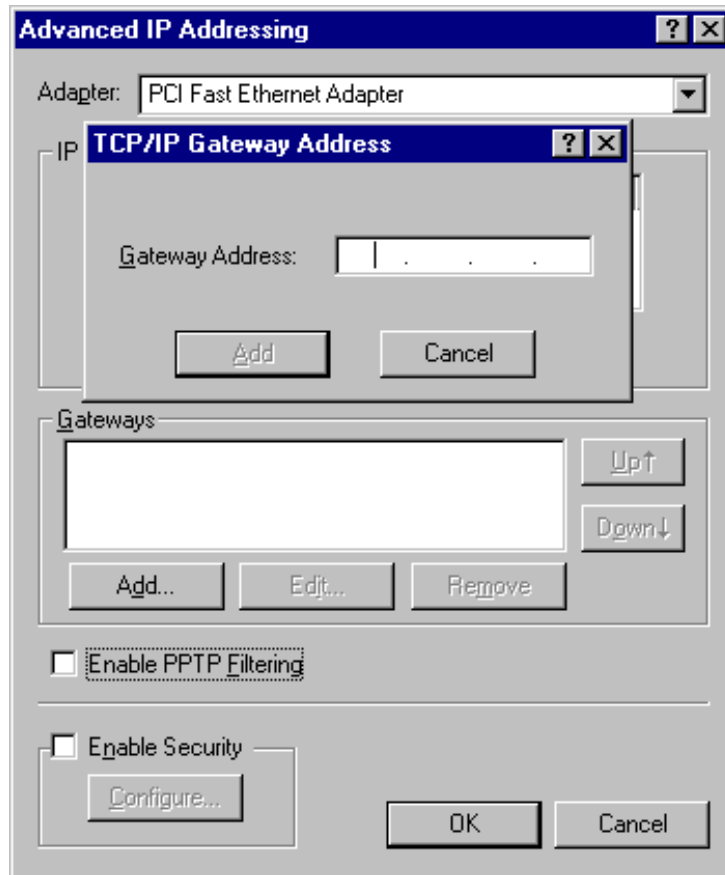 Advanced IP Addressing
Adapter: PCI Fast Ethernet Adapter
IP
TCP/IP Gateway Address
Gateway Address: . . .
Add Cancel
Gateways
Up↑
Down↓
Add... Edit... Remove
Enable PPTP Filtering
Enable Security
Configure...
OK Cancel